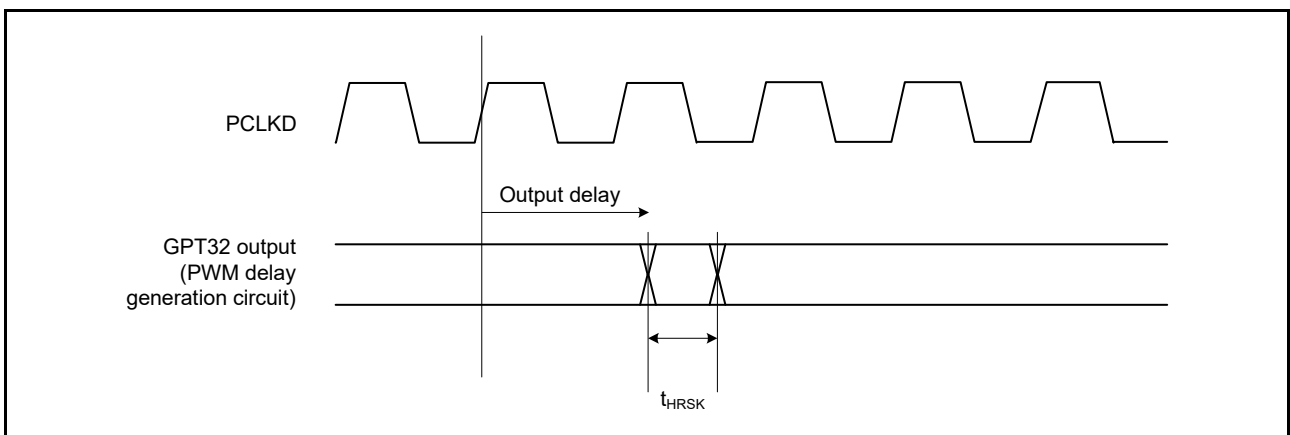 PCLKD
Output delay
GPT32 output
(PWM delay
generation circuit)
tHRSK